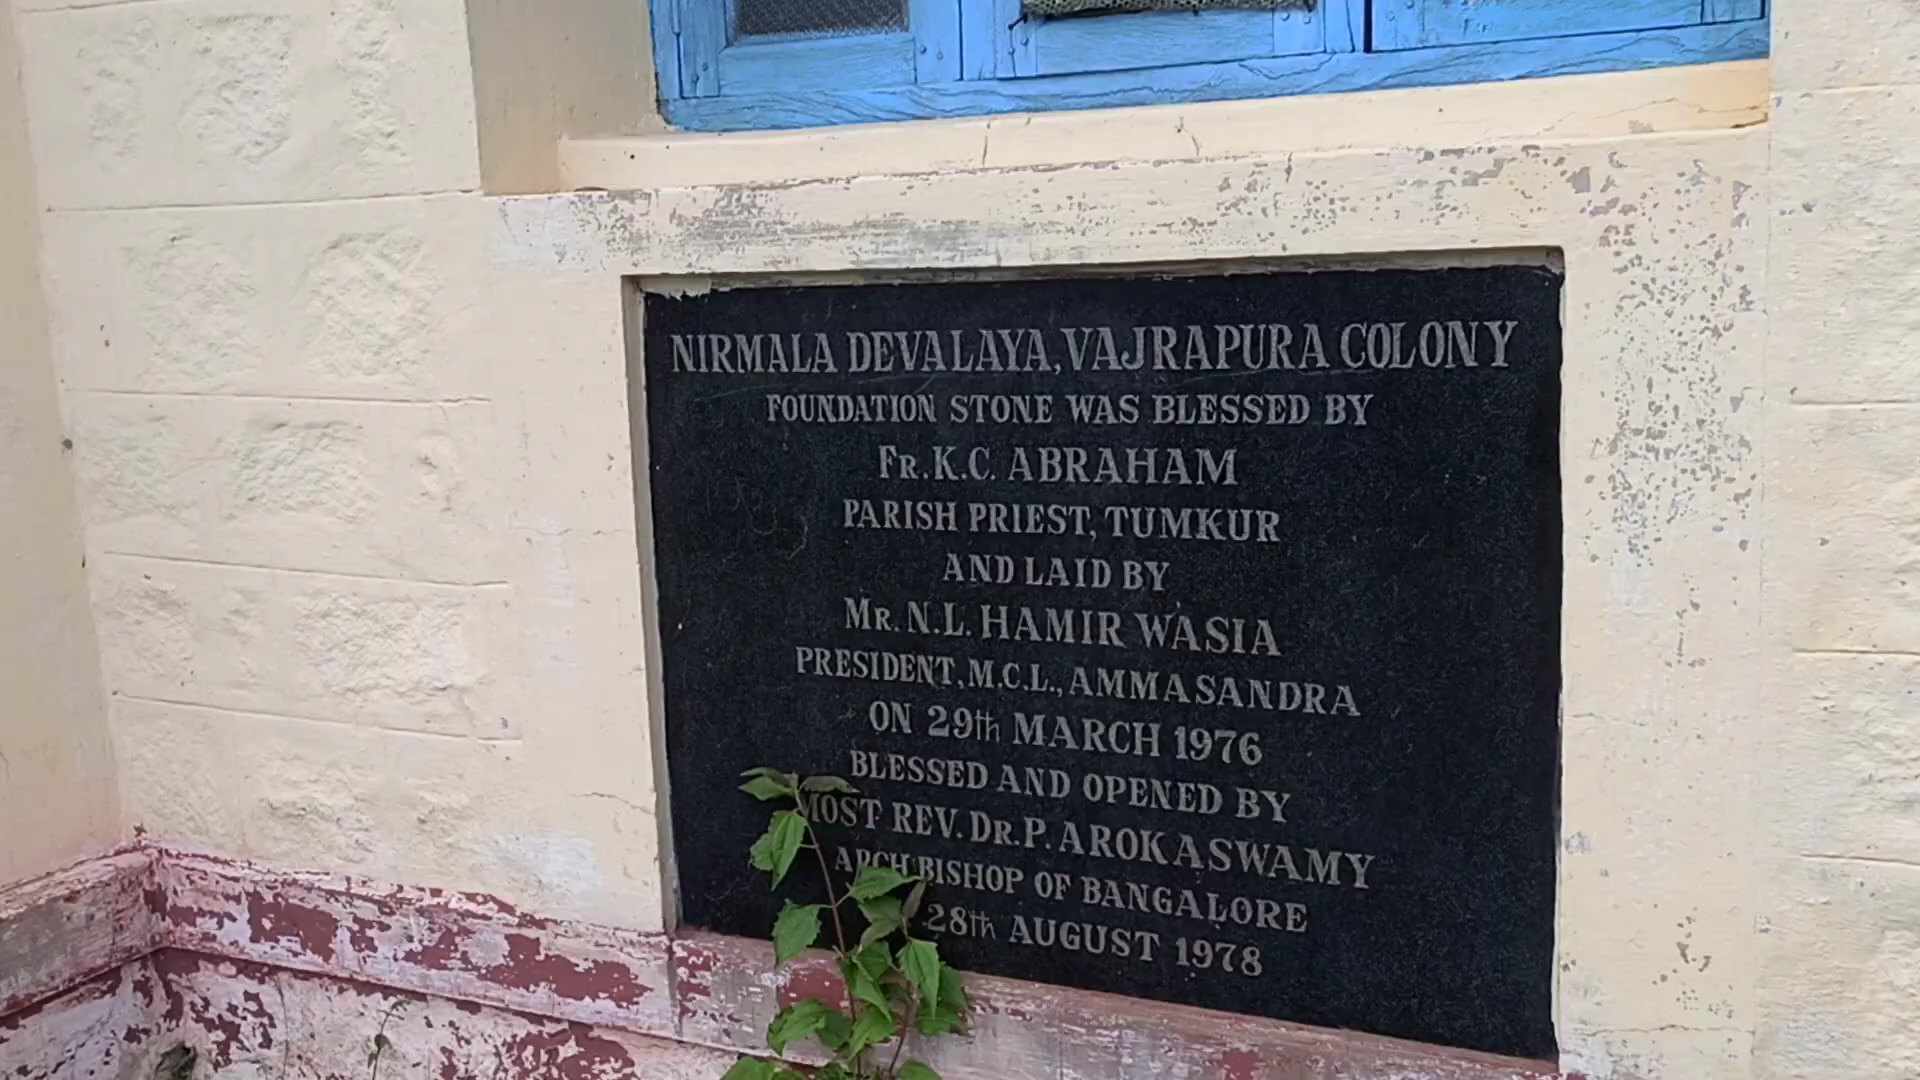 NIRMALA DEVALAYA, VAJRAPURA COLONY
FOUNDATION STONE WAS BLESSED BY
FR. K.C. ABRAHAM
PARISH PRIEST, TUMKUR
AND LAID BY
MR. N.L. HAMIR WASIA
PRESIDENT, M.C.L., AMMASANDRA
ON 29th MARCH 1976
BLESSED AND OPENED BY
MOST REV. DR. P. AROKASWAMY
ARCHBISHOP OF BANGALORE
28th AUGUST 1978